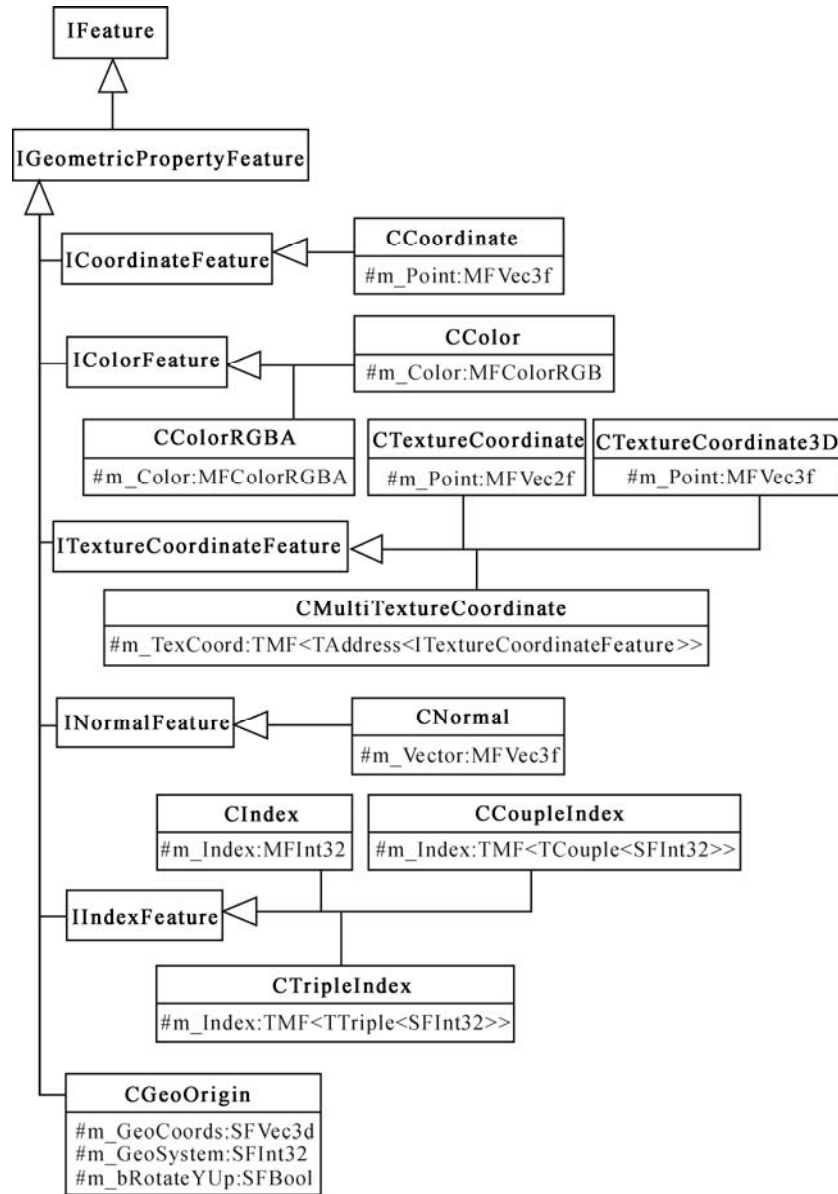 IFeature
IGeometricPropertyFeature
ICoordinateFeature
CCoordinate
#m_Point:MFVec3f
IColorFeature
CColor
#m_Color:MFColorRGB
CColorRGBA
#m_Color:MFColorRGBA
CTextureCoordinate
#m_Point:MFVec2f
CTextureCoordinate3D
#m_Point:MFVec3f
ITextureCoordinateFeature
CMultiTextureCoordinate
#m_TexCoord:TMF<TAddress<ITextureCoordinateFeature>>
INormalFeature
CNormal
#m_Vector:MFVec3f
CIndex
#m_Index:MFInt32
CCoupleIndex
#m_Index:TMF<TCouple<SFInt32>>
IIndexFeature
CTripleIndex
#m_Index:TMF<TTriple<SFInt32>>
CGeoOrigin
#m_GeoCoords:SFVec3d
#m_GeoSystem:SFInt32
#m_bRotateYUp:SFBool